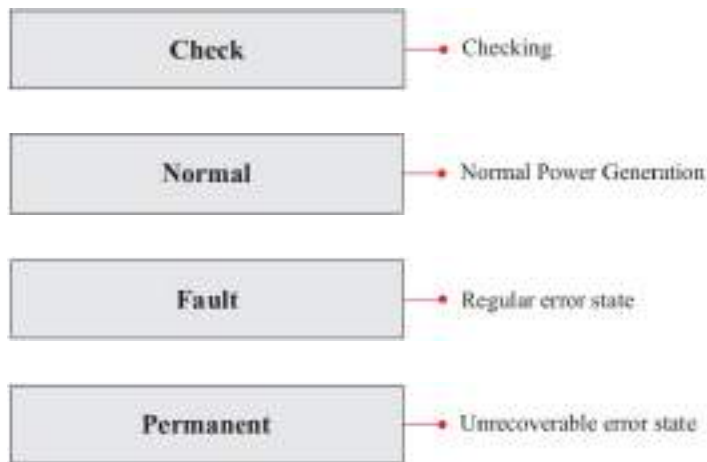 Check
Checking
Normal
Normal Power Generation
Fault
Regular error state
Permanent
Unrecoverable error state